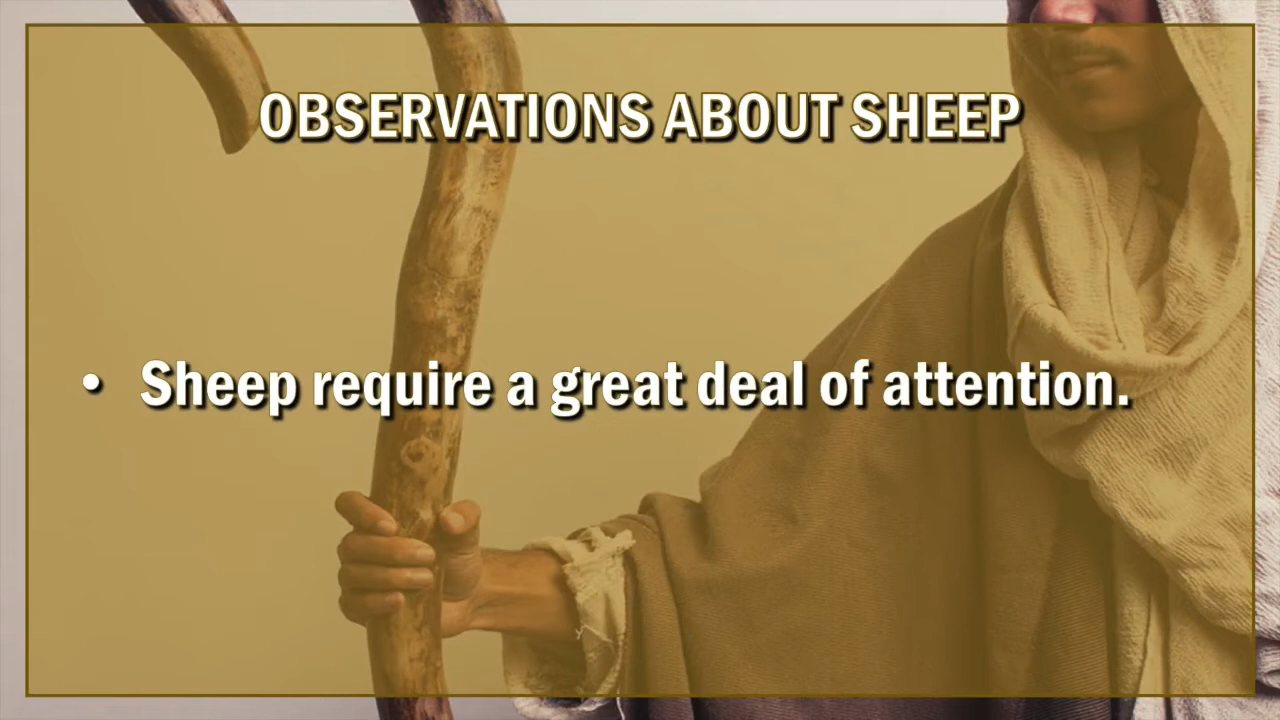 OBSERVATIONS ABOUT SHEEP
• Sheep require a great deal of attention.